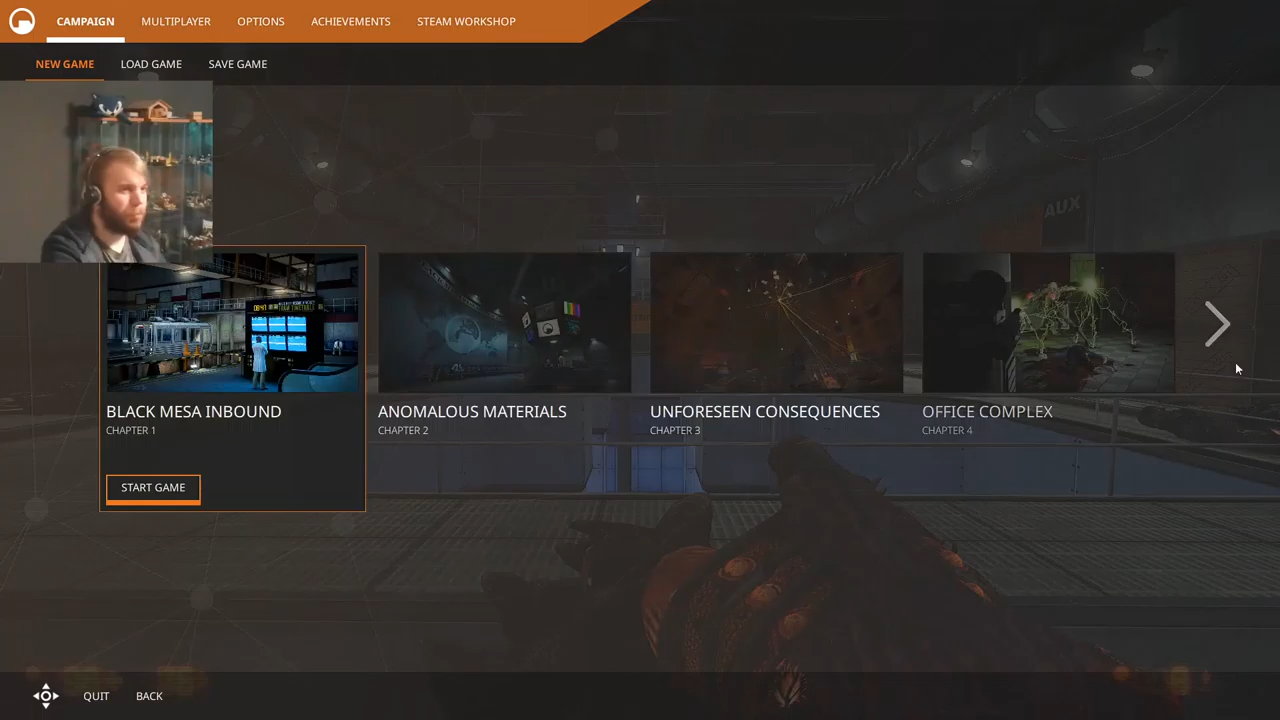 CAMPAIGN MULTIPLAYER OPTIONS ACHIEVEMENTS STEAM WORKSHOP
NEW GAME LOAD GAME SAVE GAME
AUX
BLACK MESA INBOUND
CHAPTER 1
START GAME
ANOMALOUS MATERIALS
CHAPTER 2
UNFORESEEN CONSEQUENCES
CHAPTER 3
OFFICE COMPLEX
CHAPTER 4
QUIT BACK